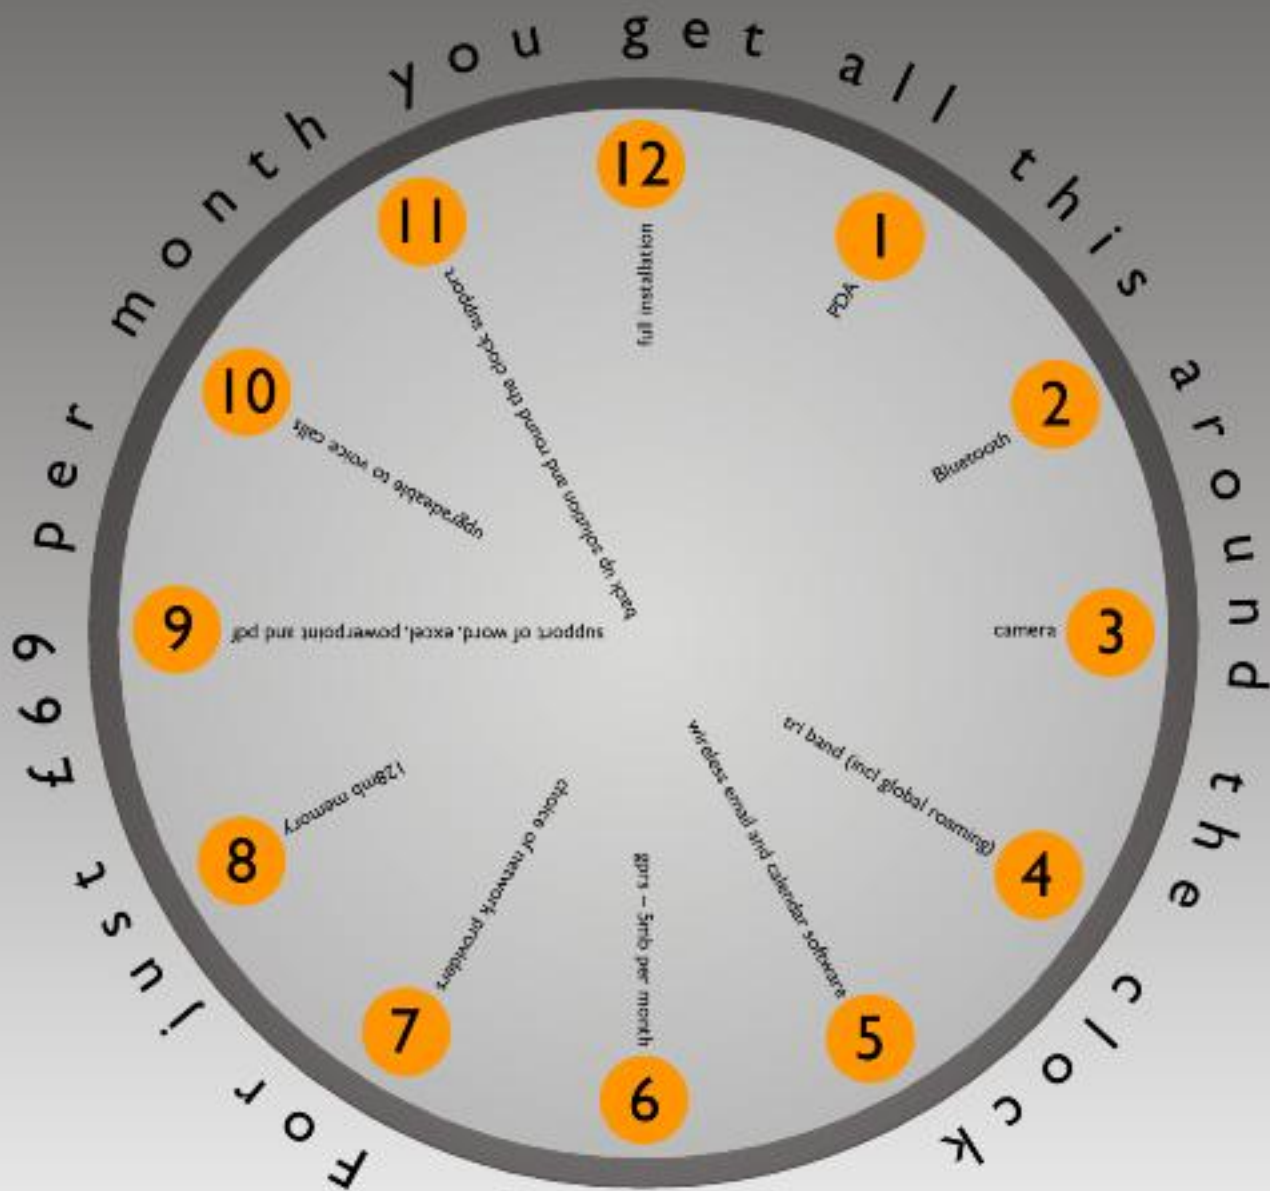 For just £69 per month you get all this around the clock
12
full installation
1
PDA
2
Bluetooth
3
camera
4
tri band (incl global roaming)
5
wireless email and calendar software
6
gprs – 5mb per month
7
choice of network providers
8
128mb memory
9
support of word, excel, powerpoint and pdf
10
upgradeable to voice calls
11
back up solution and round the clock support